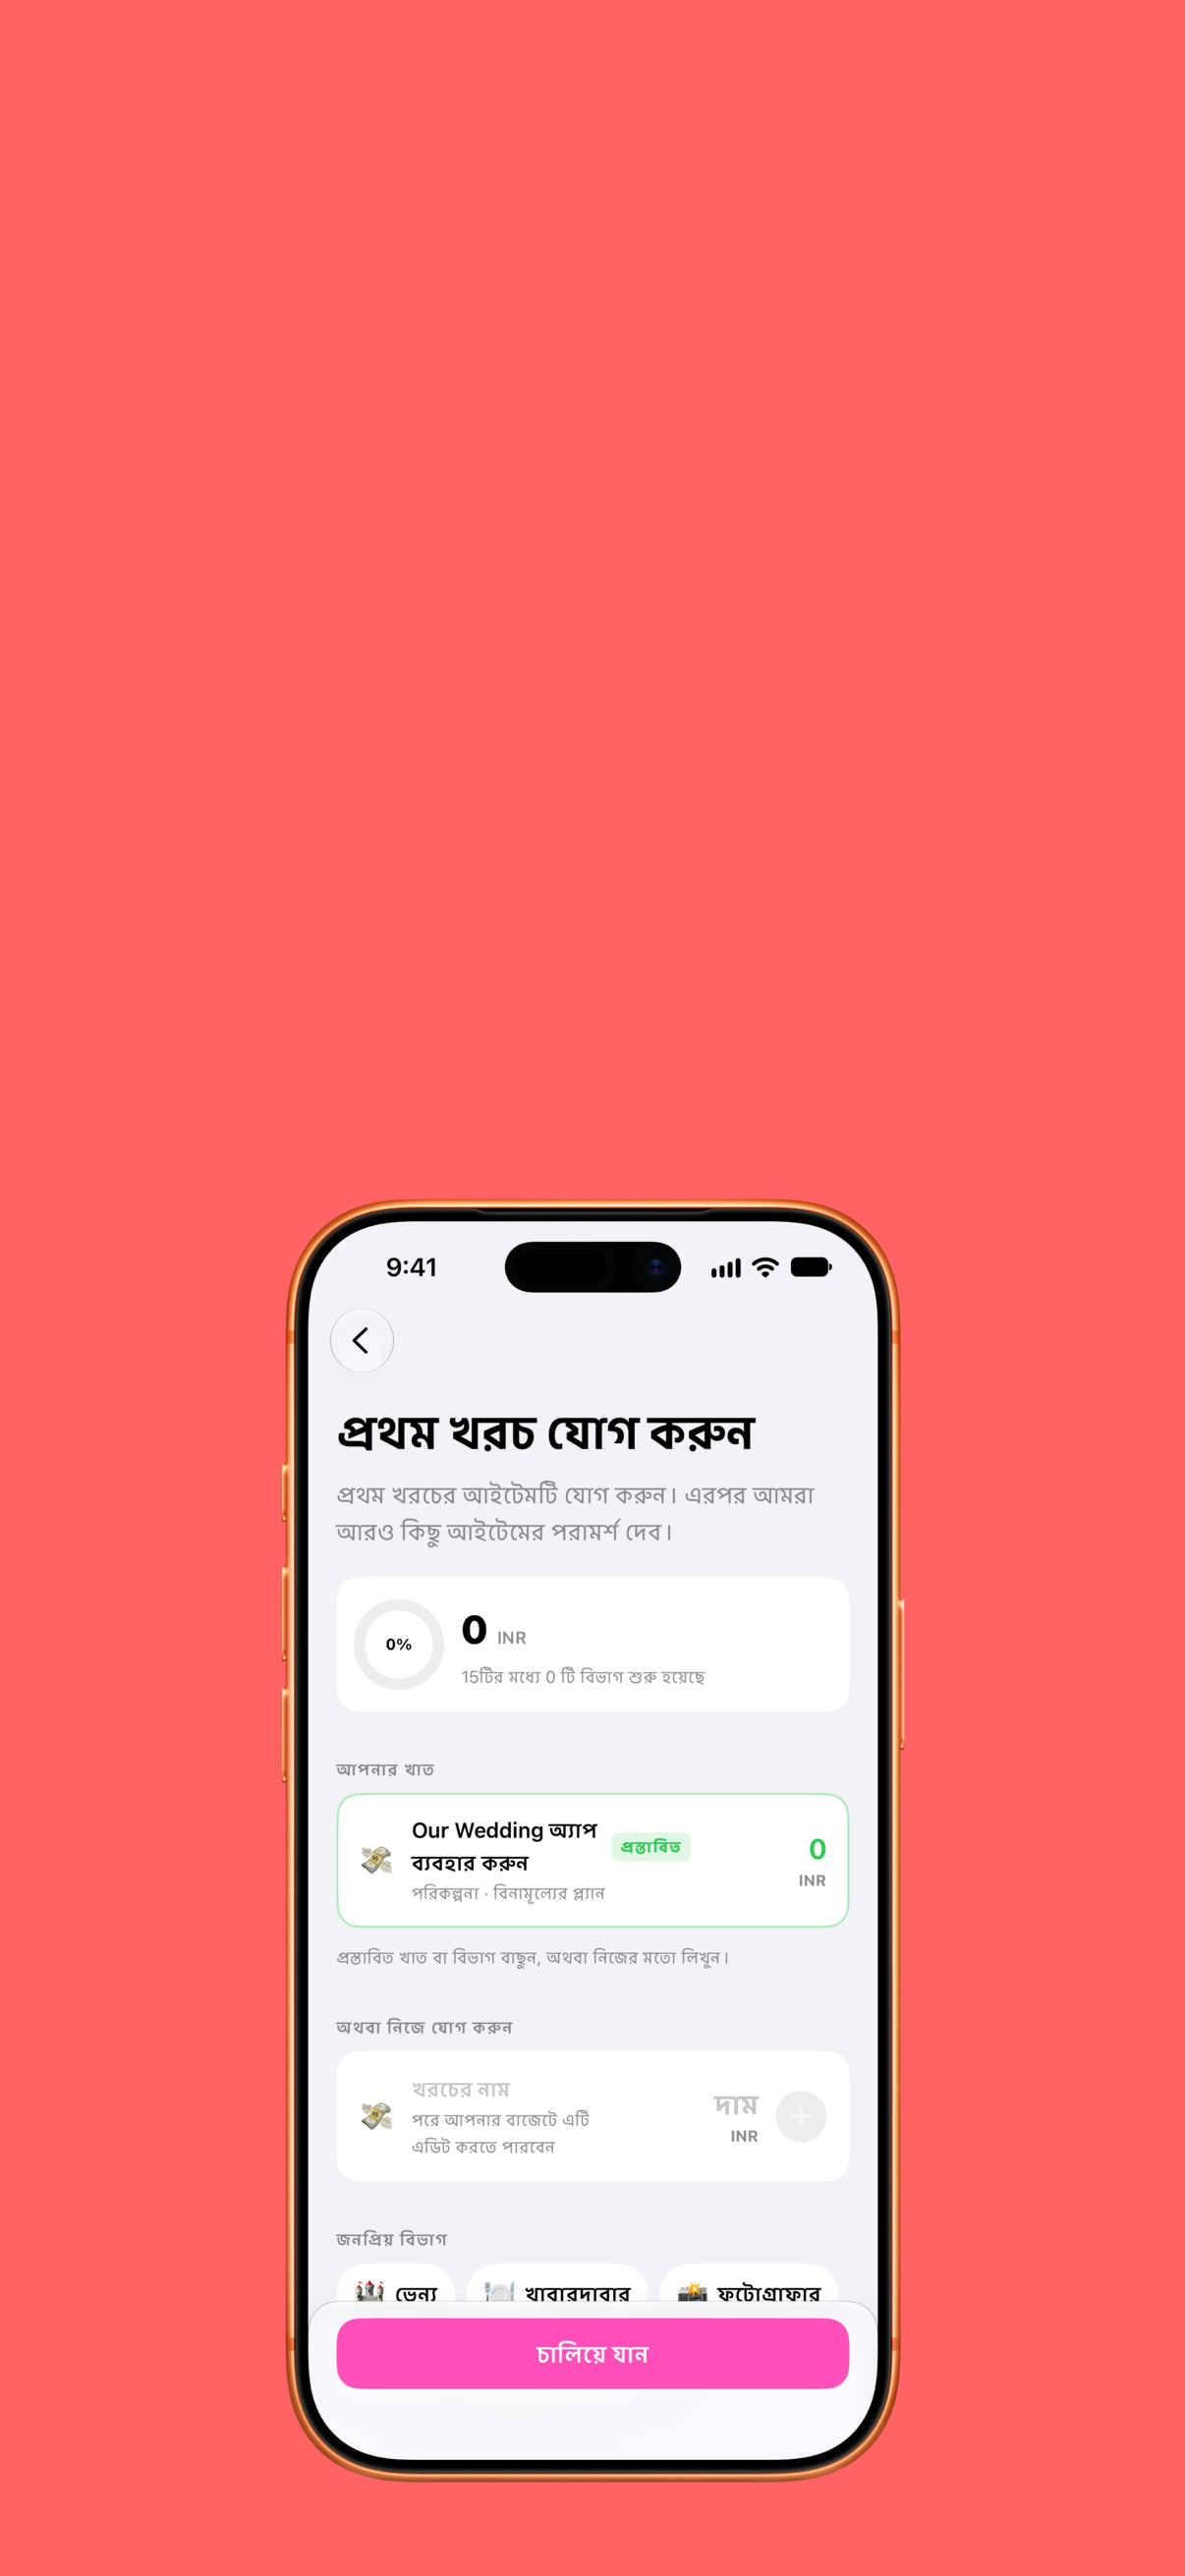 9:41
প্রথম খরচ যোগ করুন
প্রথম খরচের আইটেমটি যোগ করুন। এরপর আমরা
আরও কিছু আইটেমের পরামর্শ দেব।
0%
0 INR
15টির মধ্যে 0 টি বিভাগ শুরু হয়েছে
আপনার খাত
Our Wedding অ্যাপ
ব্যবহার করুন
প্রস্তাবিত
পরিকল্পনা · বিনামূল্যের প্ল্যান
0
INR
প্রস্তাবিত খাত বা বিভাগ বাছুন, অথবা নিজের মতো লিখুন।
অথবা নিজে যোগ করুন
খরচের নাম
পরে আপনার বাজেটে এটি
এডিট করতে পারবেন
দাম
INR
জনপ্রিয় বিভাগ
ভেন্যু
খাবারদাবার
ফটোগ্রাফার
চালিয়ে যান